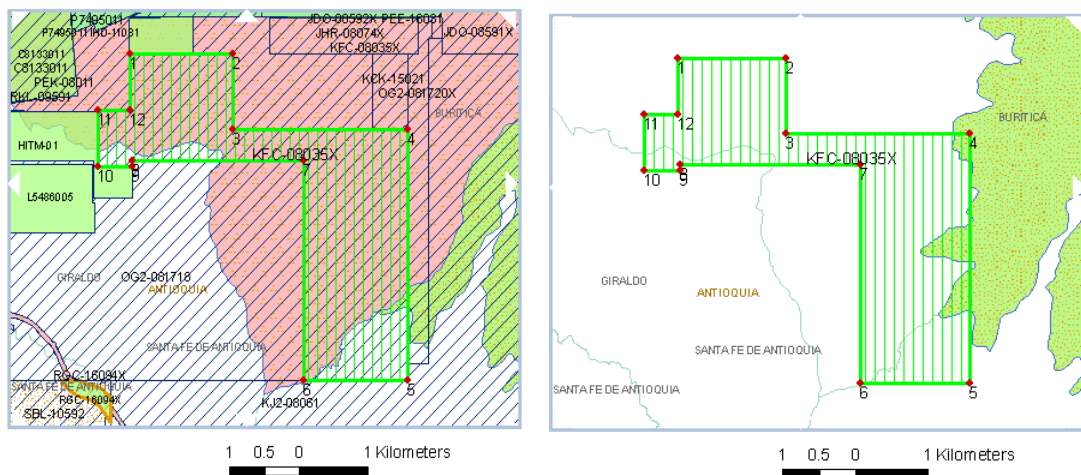 P7495011
JDO-08592X PEE-16081
P7495011 IHD-11031
JHR-08074X
JDO-08591X
KFC-08035X
C8133011
C8133011
PEK-08011
RKL-09591
KCK-15021
OG2-081720X
BURITICÁ
1
2
11
12
3
4
HITM-01
KFC-08035X
10
9
7
L5486005
GIRALDO
OG2-081718
ANTIOQUIA
SANTA FE DE ANTIOQUIA
RGC-16094X
SANTA FE DE ANTIOQUIA
RGC-16094X
SBL-10592
6
5
KJ2-08061
1 0.5 0 1 Kilometers
1
2
11
12
3
4
BURITICÁ
KFC-08035X
10
9
7
GIRALDO
ANTIOQUIA
SANTA FE DE ANTIOQUIA
SANTA FE DE ANTIOQUIA
6
5
1 0.5 0 1 Kilometers